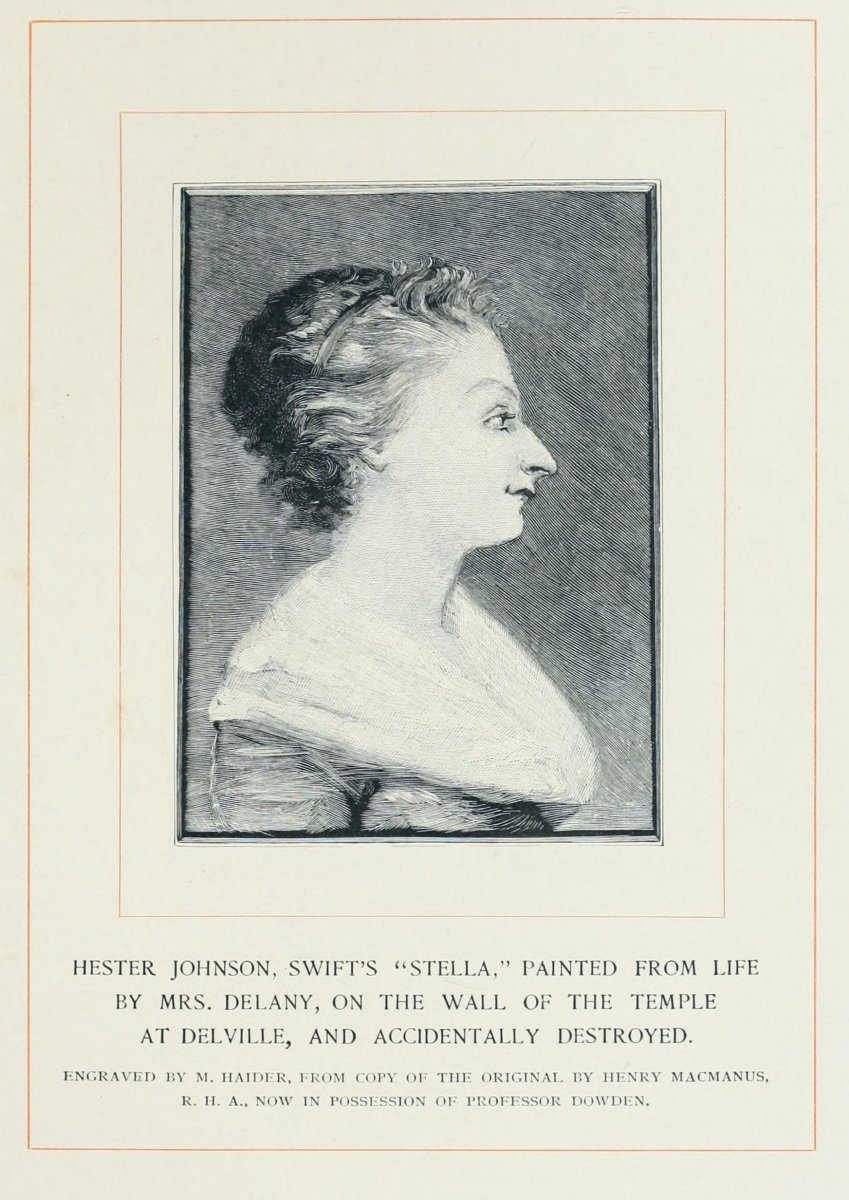 HESTER JOHNSON, SWIFT'S "STELLA," PAINTED FROM LIFE
BY MRS. DELANY, ON THE WALL OF THE TEMPLE
AT DELVILLE, AND ACCIDENTALLY DESTROYED.
ENGRAVED BY M. HAIDER, FROM COPY OF THE ORIGINAL BY HENRY MACMANUS,
R. H. A., NOW IN POSSESSION OF PROFESSOR DOWDEN.